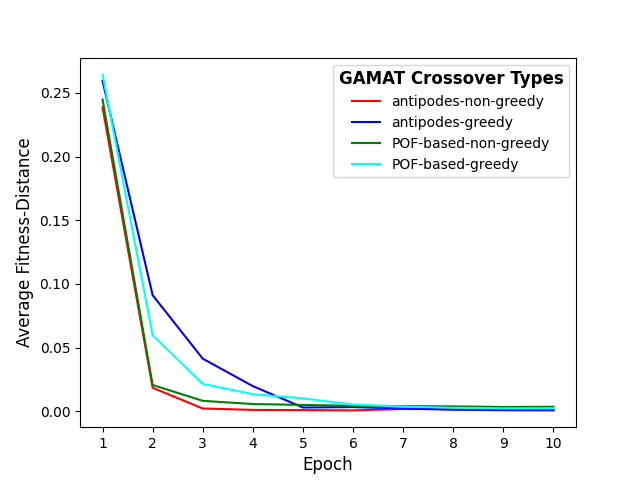 GAMAT Crossover Types
antipodes-non-greedy
antipodes-greedy
POF-based-non-greedy
POF-based-greedy
Average Fitness-Distance
0.25
0.20
0.15
0.10
0.05
0.00
1 2 3 4 5 6 7 8 9 10
Epoch